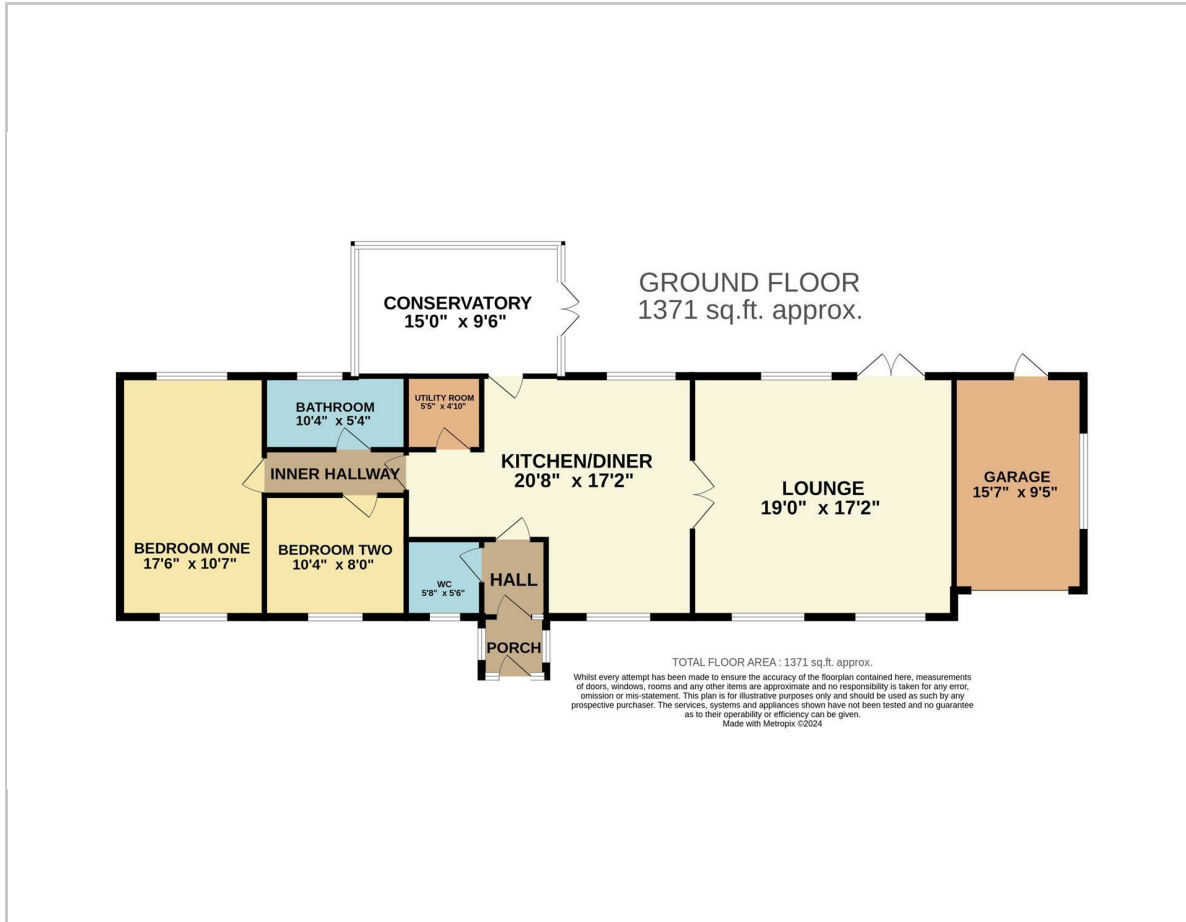 GROUND FLOOR
1371 sq.ft. approx.
CONSERVATORY
15'0" x 9'6"
BATHROOM
10'4" x 5'4"
UTILITY ROOM
5'5" x 4'10"
KITCHEN/DINER
20'8" x 17'2"
INNER HALLWAY
LOUNGE
19'0" x 17'2"
GARAGE
15'7" x 9'5"
BEDROOM ONE
17'6" x 10'7"
BEDROOM TWO
10'4" x 8'0"
WC
5'8" x 5'6"
HALL
PORCH
TOTAL FLOOR AREA : 1371 sq.ft. approx.
Whilst every attempt has been made to ensure the accuracy of the floorplan contained here, measurements
of doors, windows, rooms and any other items are approximate and no responsibility is taken for any error,
omission or mis-statement. This plan is for illustrative purposes only and should be used as such by any
prospective purchaser. The services, systems and appliances shown have not been tested and no guarantee
as to their operability or efficiency can be given.
Made with Metropix ©2024